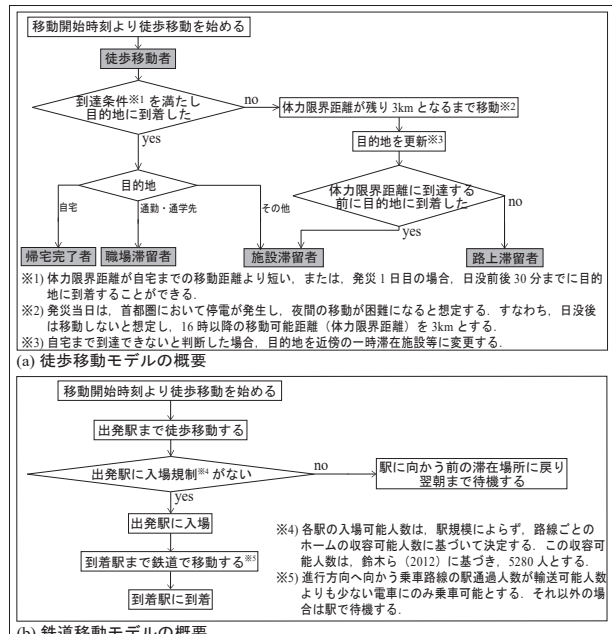 移動開始時刻より徒歩移動を始める
徒歩移動者
到達条件※1 を満たし
目的地に到着した
no
体力限界距離が残り 3km となるまで移動※2
yes
目的地を更新※3
目的地
体力限界距離に到達する
前に目的地に到着した
自宅
通勤・通学先
その他
yes
no
帰宅完了者
職場滞留者
施設滞留者
路上滞留者
※1) 体力限界距離が自宅までの移動距離より短い，または，発災 1 日目の場合，日没前後 30 分までに目的
地に到着することができる．
※2) 発災当日は，首都圏において停電が発生し，夜間の移動が困難になると想定する．すなわち，日没後
は移動しないと想定し，16 時以降の移動可能距離（体力限界距離）を 3km とする．
※3) 自宅まで到達できないと判断した場合，目的地を近傍の一時滞在施設等に変更する．
(a) 徒歩移動モデルの概要
移動開始時刻より徒歩移動を始める
出発駅まで徒歩移動する
出発駅に入場規制※4 がない
no
駅に向かう前の滞在場所に戻り
翌朝まで待機する
yes
出発駅に入場
到着駅まで鉄道で移動する※5
到着駅に到着
※4) 各駅の入場可能人数は，駅規模によらず，路線ごとの
ホームの収容可能人数に基づいて決定する．この収容可
能人数は，鈴木ら（2012）に基づき，5280 人とする．
※5) 進行方向へ向かう乗車路線の駅通過人数が輸送可能人数
よりも少ない電車にのみ乗車可能とする．それ以外の場
合は駅で待機する．
(b) 鉄道移動モデルの概要